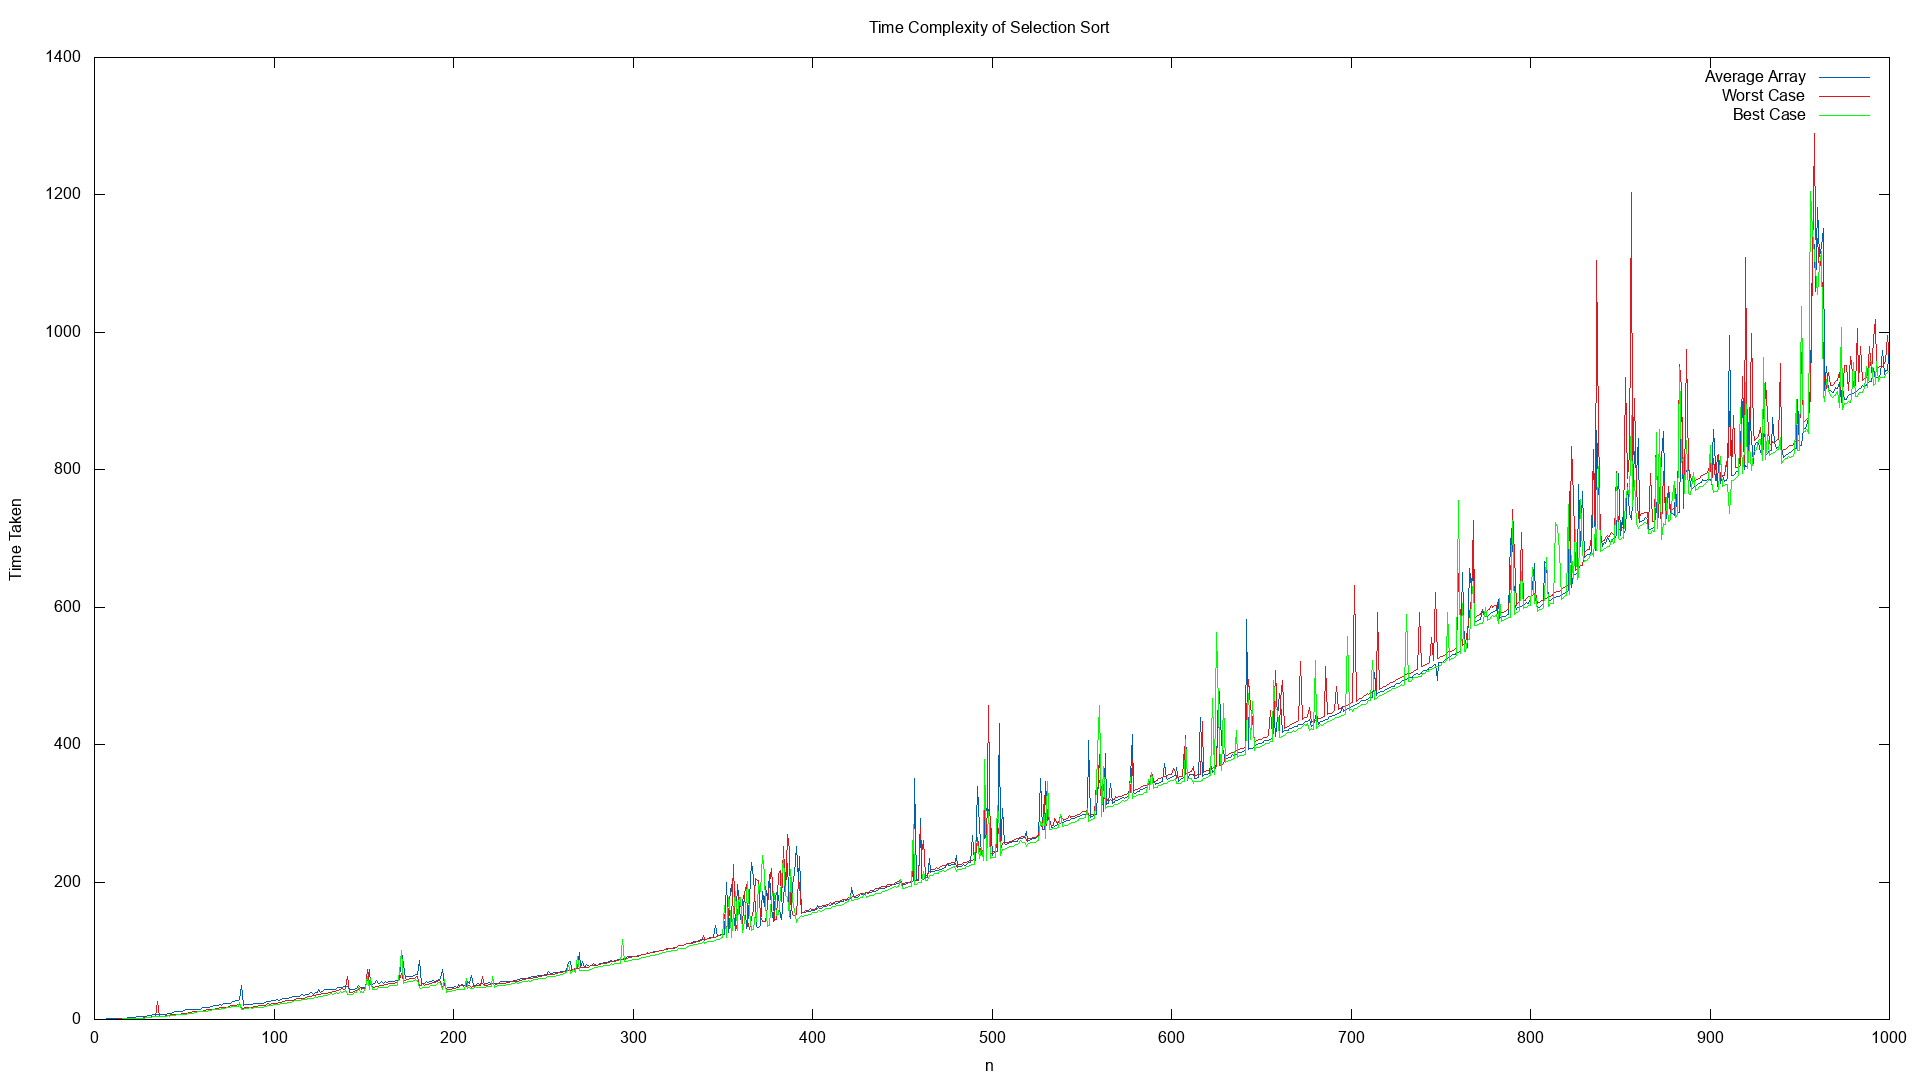 Time Complexity of Selection Sort
1400
1200
1000
800
600
400
200
0
Time Taken
Average Array
Worst Case
Best Case
0 100 200 300 400 500 600 700 800 900 1000
n